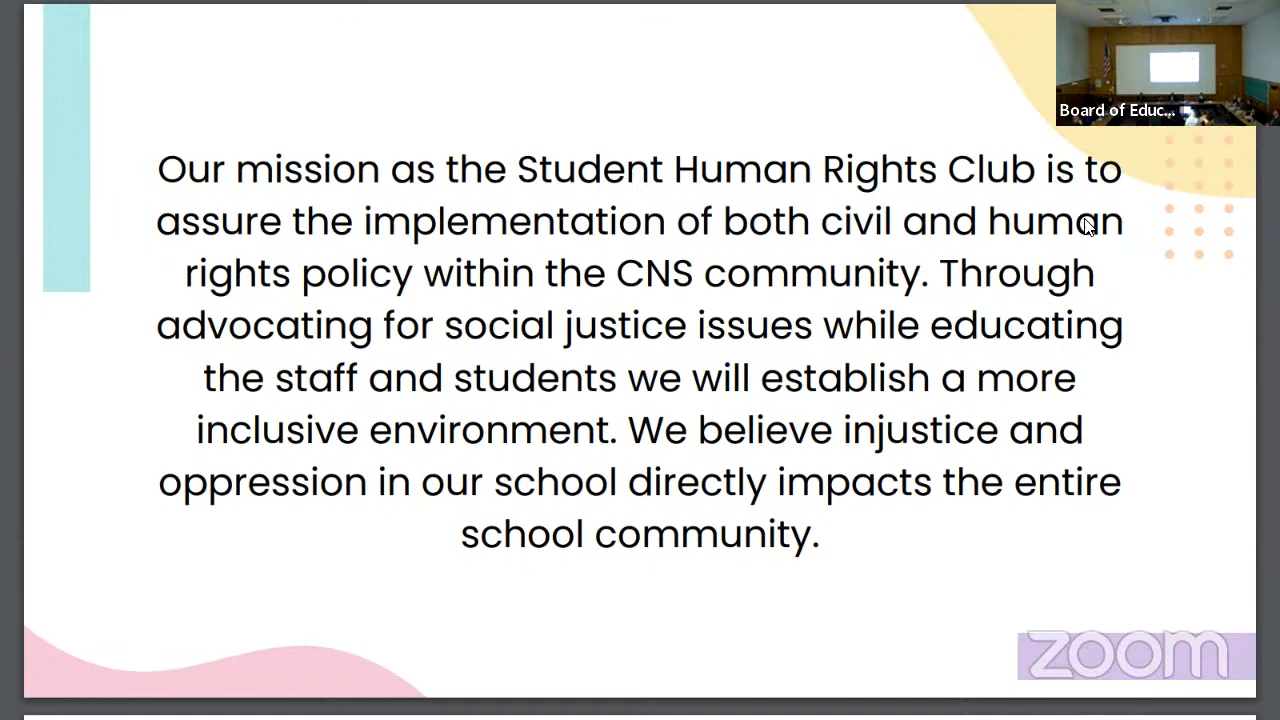 Board of Educ...
Our mission as the Student Human Rights Club is to
assure the implementation of both civil and human
rights policy within the CNS community. Through
advocating for social justice issues while educating
the staff and students we will establish a more
inclusive environment. We believe injustice and
oppression in our school directly impacts the entire
school community.
zoom